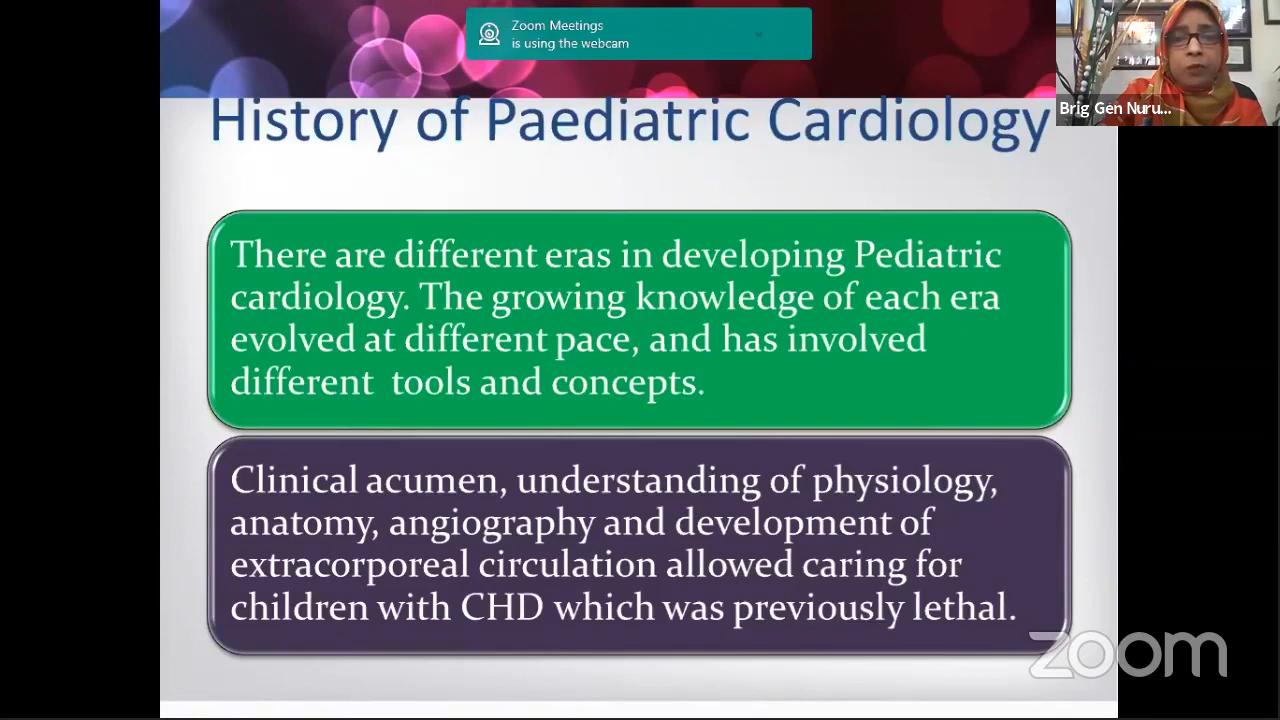 Zoom Meetings
is using the webcam
Brig Gen Nuru...
History of Paediatric Cardiology
There are different eras in developing Pediatric
cardiology. The growing knowledge of each era
evolved at different pace, and has involved
different tools and concepts.
Clinical acumen, understanding of physiology,
anatomy, angiography and development of
extracorporeal circulation allowed caring for
children with CHD which was previously lethal.
zoom